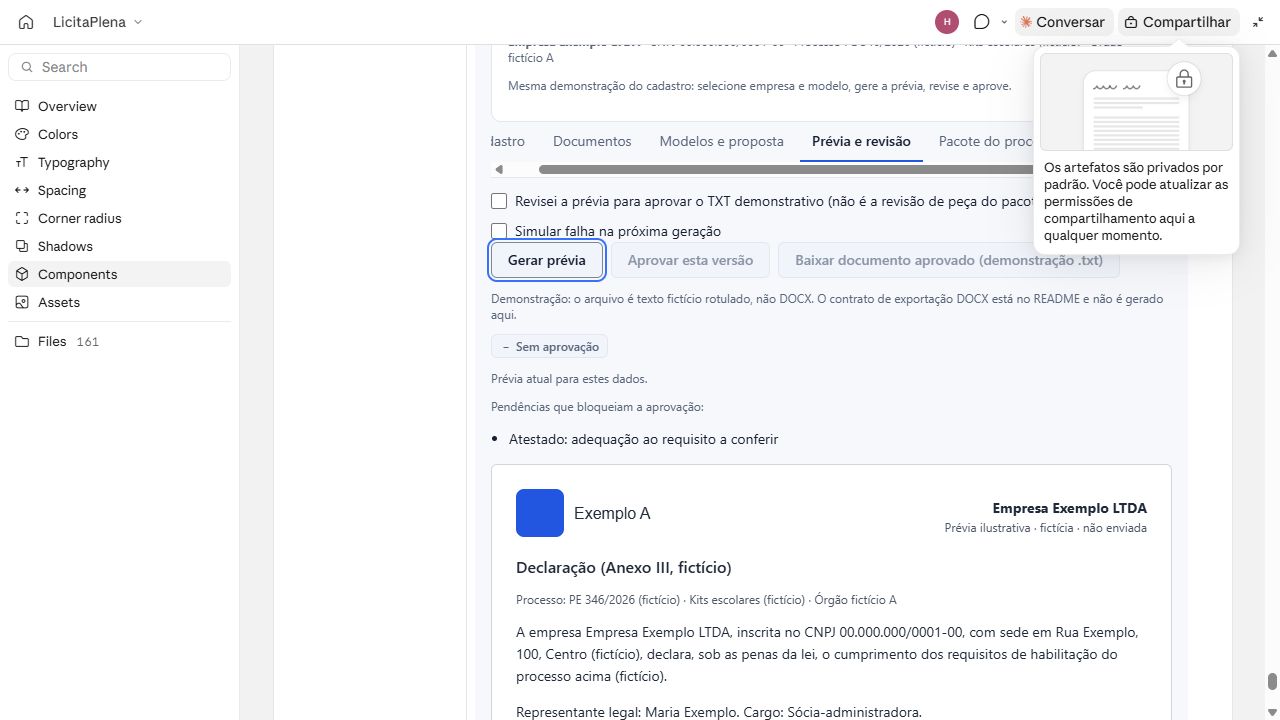 LicitaPlena
H
Conversar
Compartilhar
Search
Overview
Colors
Typography
Spacing
Corner radius
Shadows
Components
Assets
Files 161
fictício A
Mesma demonstração do cadastro: selecione empresa e modelo, gere a prévia, revise e aprove.
dastro
Documentos
Modelos e proposta
Prévia e revisão
Pacote do proc
Os artefatos são privados por
padrão. Você pode atualizar as
permissões de
compartilhamento aqui a
qualquer momento.
Revisei a prévia para aprovar o TXT demonstrativo (não é a revisão de peça do pacot
Simular falha na próxima geração
Gerar prévia
Aprovar esta versão
Baixar documento aprovado (demonstração .txt)
Demonstração: o arquivo é texto fictício rotulado, não DOCX. O contrato de exportação DOCX está no README e não é gerado
aqui.
– Sem aprovação
Prévia atual para estes dados.
Pendências que bloqueiam a aprovação:
• Atestado: adequação ao requisito a conferir
Exemplo A
Empresa Exemplo LTDA
Prévia ilustrativa · fictícia · não enviada
Declaração (Anexo III, fictício)
Processo: PE 346/2026 (fictício) · Kits escolares (fictício) · Órgão fictício A
A empresa Empresa Exemplo LTDA, inscrita no CNPJ 00.000.000/0001-00, com sede em Rua Exemplo,
100, Centro (fictício), declara, sob as penas da lei, o cumprimento dos requisitos de habilitação do
processo acima (fictício).
Representante legal: Maria Exemplo. Cargo: Sócia-administradora.